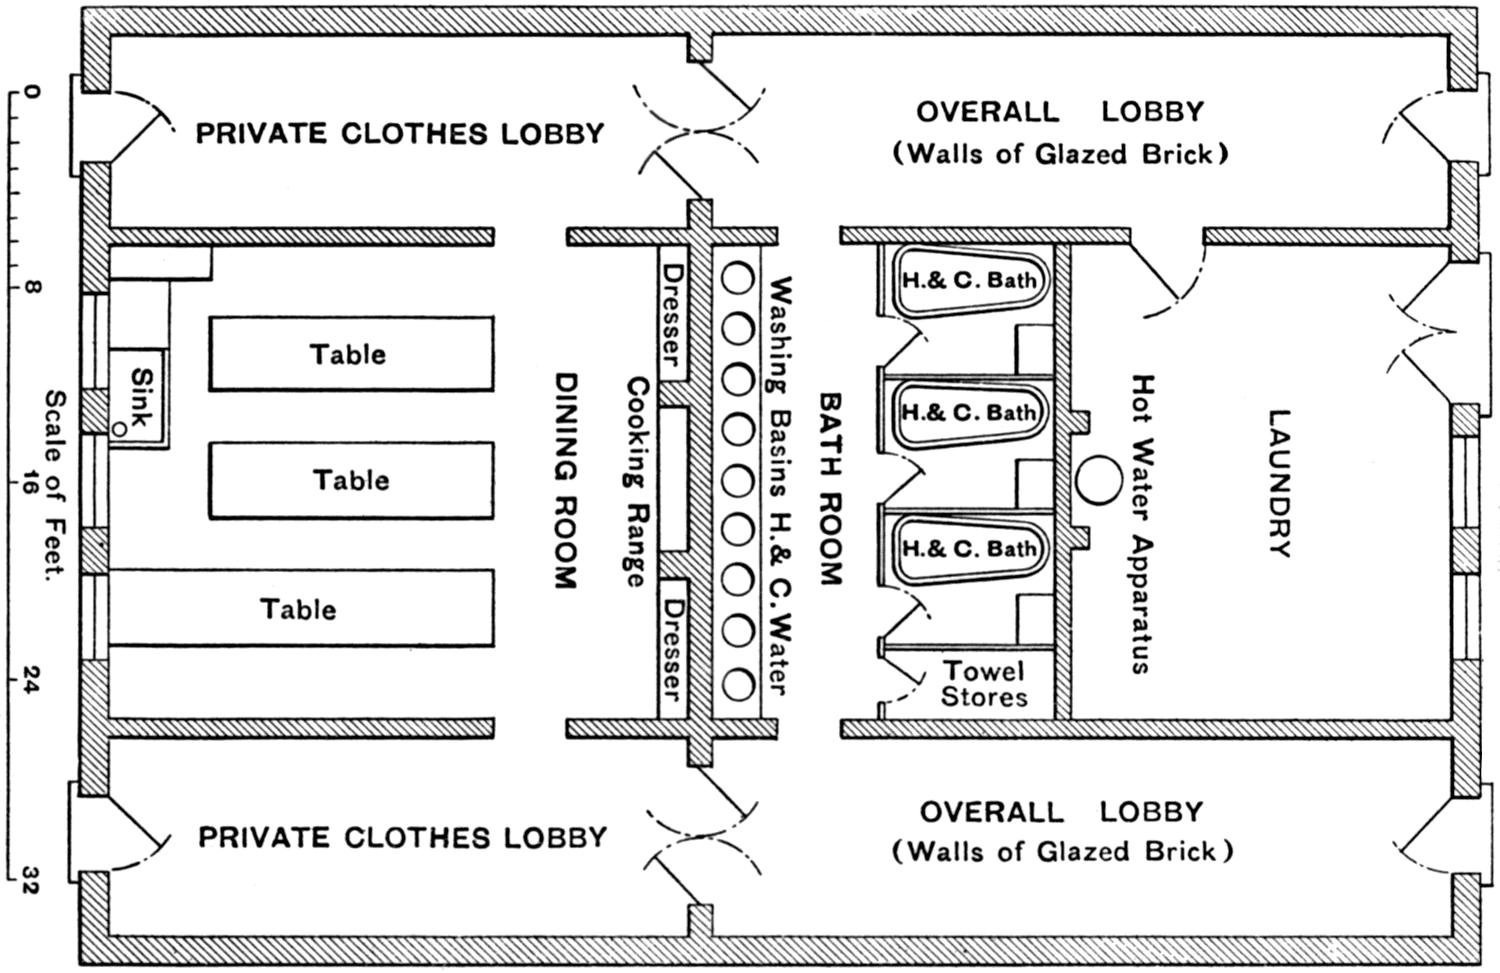 PRIVATE CLOTHES LOBBY
OVERALL LOBBY
(Walls of Glazed Brick)
0
8
16
24
32
Scale of Feet.
Sink
Table
Table
Table
DINING ROOM
Cooking Range
Dresser
Dresser
Washing Basins H. & C. Water
BATH ROOM
H. & C. Bath
H. & C. Bath
H. & C. Bath
Towel
Stores
Hot Water Apparatus
LAUNDRY
PRIVATE CLOTHES LOBBY
OVERALL LOBBY
(Walls of Glazed Brick)